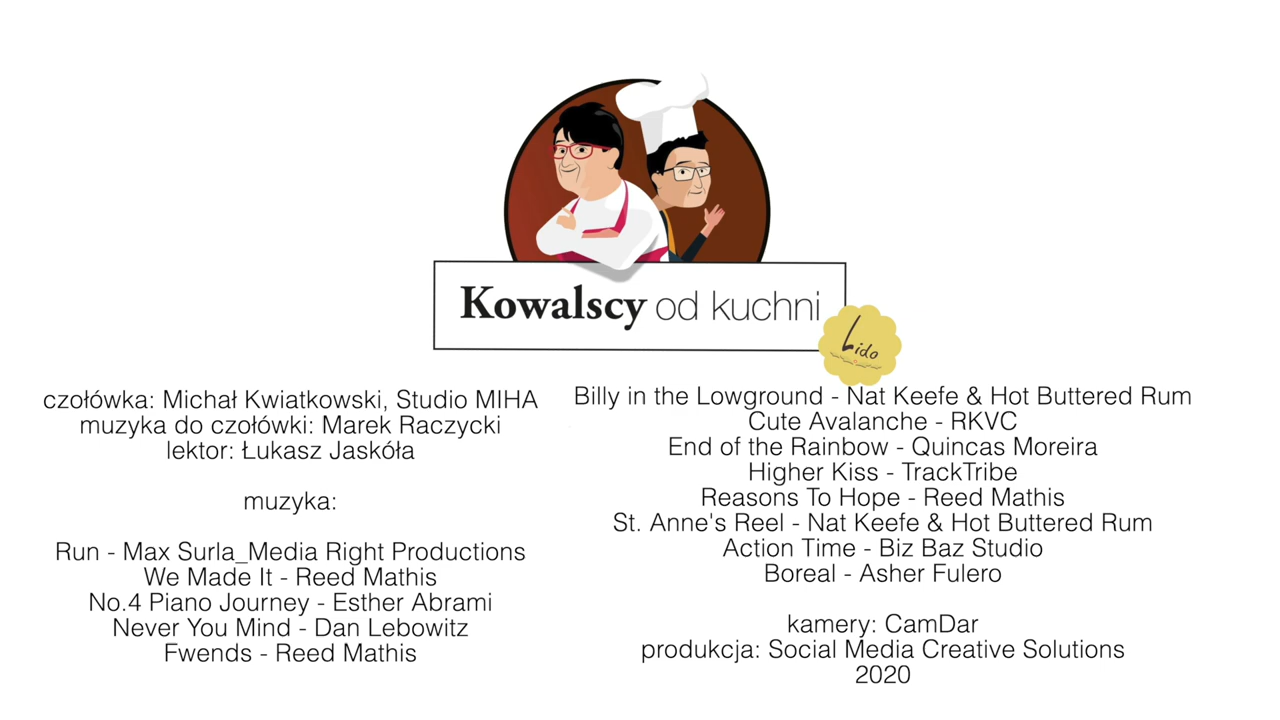 Kowalscy od kuchni
Lido
czołówka: Michał Kwiatkowski, Studio MIHA
muzyka do czołówki: Marek Raczycki
lektor: Łukasz Jaskóła
muzyka:
Run - Max Surla_Media Right Productions
We Made It - Reed Mathis
No.4 Piano Journey - Esther Abrami
Never You Mind - Dan Lebowitz
Fwends - Reed Mathis
Billy in the Lowground - Nat Keefe & Hot Buttered Rum
Cute Avalanche - RKVC
End of the Rainbow - Quincas Moreira
Higher Kiss - TrackTribe
Reasons To Hope - Reed Mathis
St. Anne's Reel - Nat Keefe & Hot Buttered Rum
Action Time - Biz Baz Studio
Boreal - Asher Fulero
kamery: CamDar
produkcja: Social Media Creative Solutions
2020